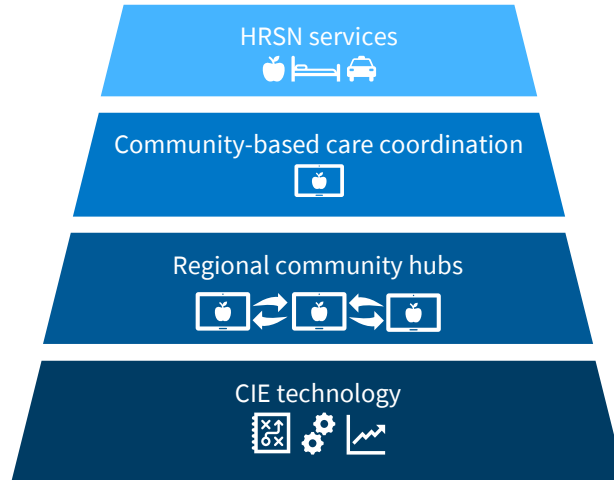 HRSN services
Community-based care coordination
Regional community hubs
CIE technology